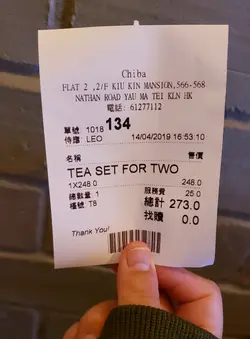 Chiba
FLAT 2 ,2/F KIU KIN MANSION,566-568
NATHAN ROAD YAU MA TEI KLN HK
電話: 61277112
單號 1018 134
侍應 LEO 14/04/2019 16:53:10
名稱 售價
TEA SET FOR TWO
1X248.0 248.0
總數量 1 服務費 25.0
檯號 T8 總計 273.0
找贖 0.0
Thank You!